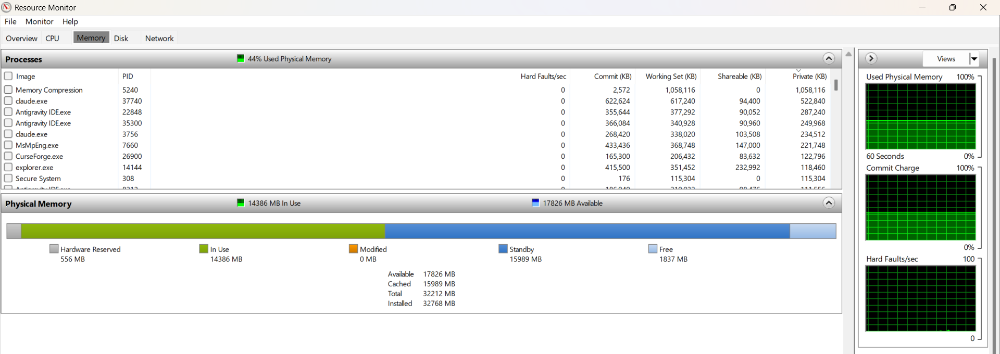 Resource Monitor
File Monitor Help
Overview CPU Memory Disk Network
Processes 44% Used Physical Memory
Image PID Hard Faults/sec Commit (KB) Working Set (KB) Shareable (KB) Private (KB)
Memory Compression 5240 0 2,572 1,058,116 0 1,058,116
claude.exe 37740 0 622,624 617,240 94,400 522,840
Antigravity IDE.exe 22848 0 355,644 377,292 90,052 287,240
Antigravity IDE.exe 35300 0 366,084 340,928 90,960 249,968
claude.exe 3756 0 268,420 338,020 103,508 234,512
MsMpEng.exe 7660 0 433,436 368,748 147,000 221,748
CurseForge.exe 26900 0 165,300 206,432 83,632 122,796
explorer.exe 14144 0 415,500 351,452 232,992 118,460
Secure System 308 0 176 115,304 0 115,304
Physical Memory 14386 MB In Use 17826 MB Available
Hardware Reserved
556 MB
In Use
14386 MB
Modified
0 MB
Standby
15989 MB
Free
1837 MB
Available 17826 MB
Cached 15989 MB
Total 32212 MB
Installed 32768 MB
Views
Used Physical Memory 100%
60 Seconds 0%
Commit Charge 100%
0%
Hard Faults/sec 100
0